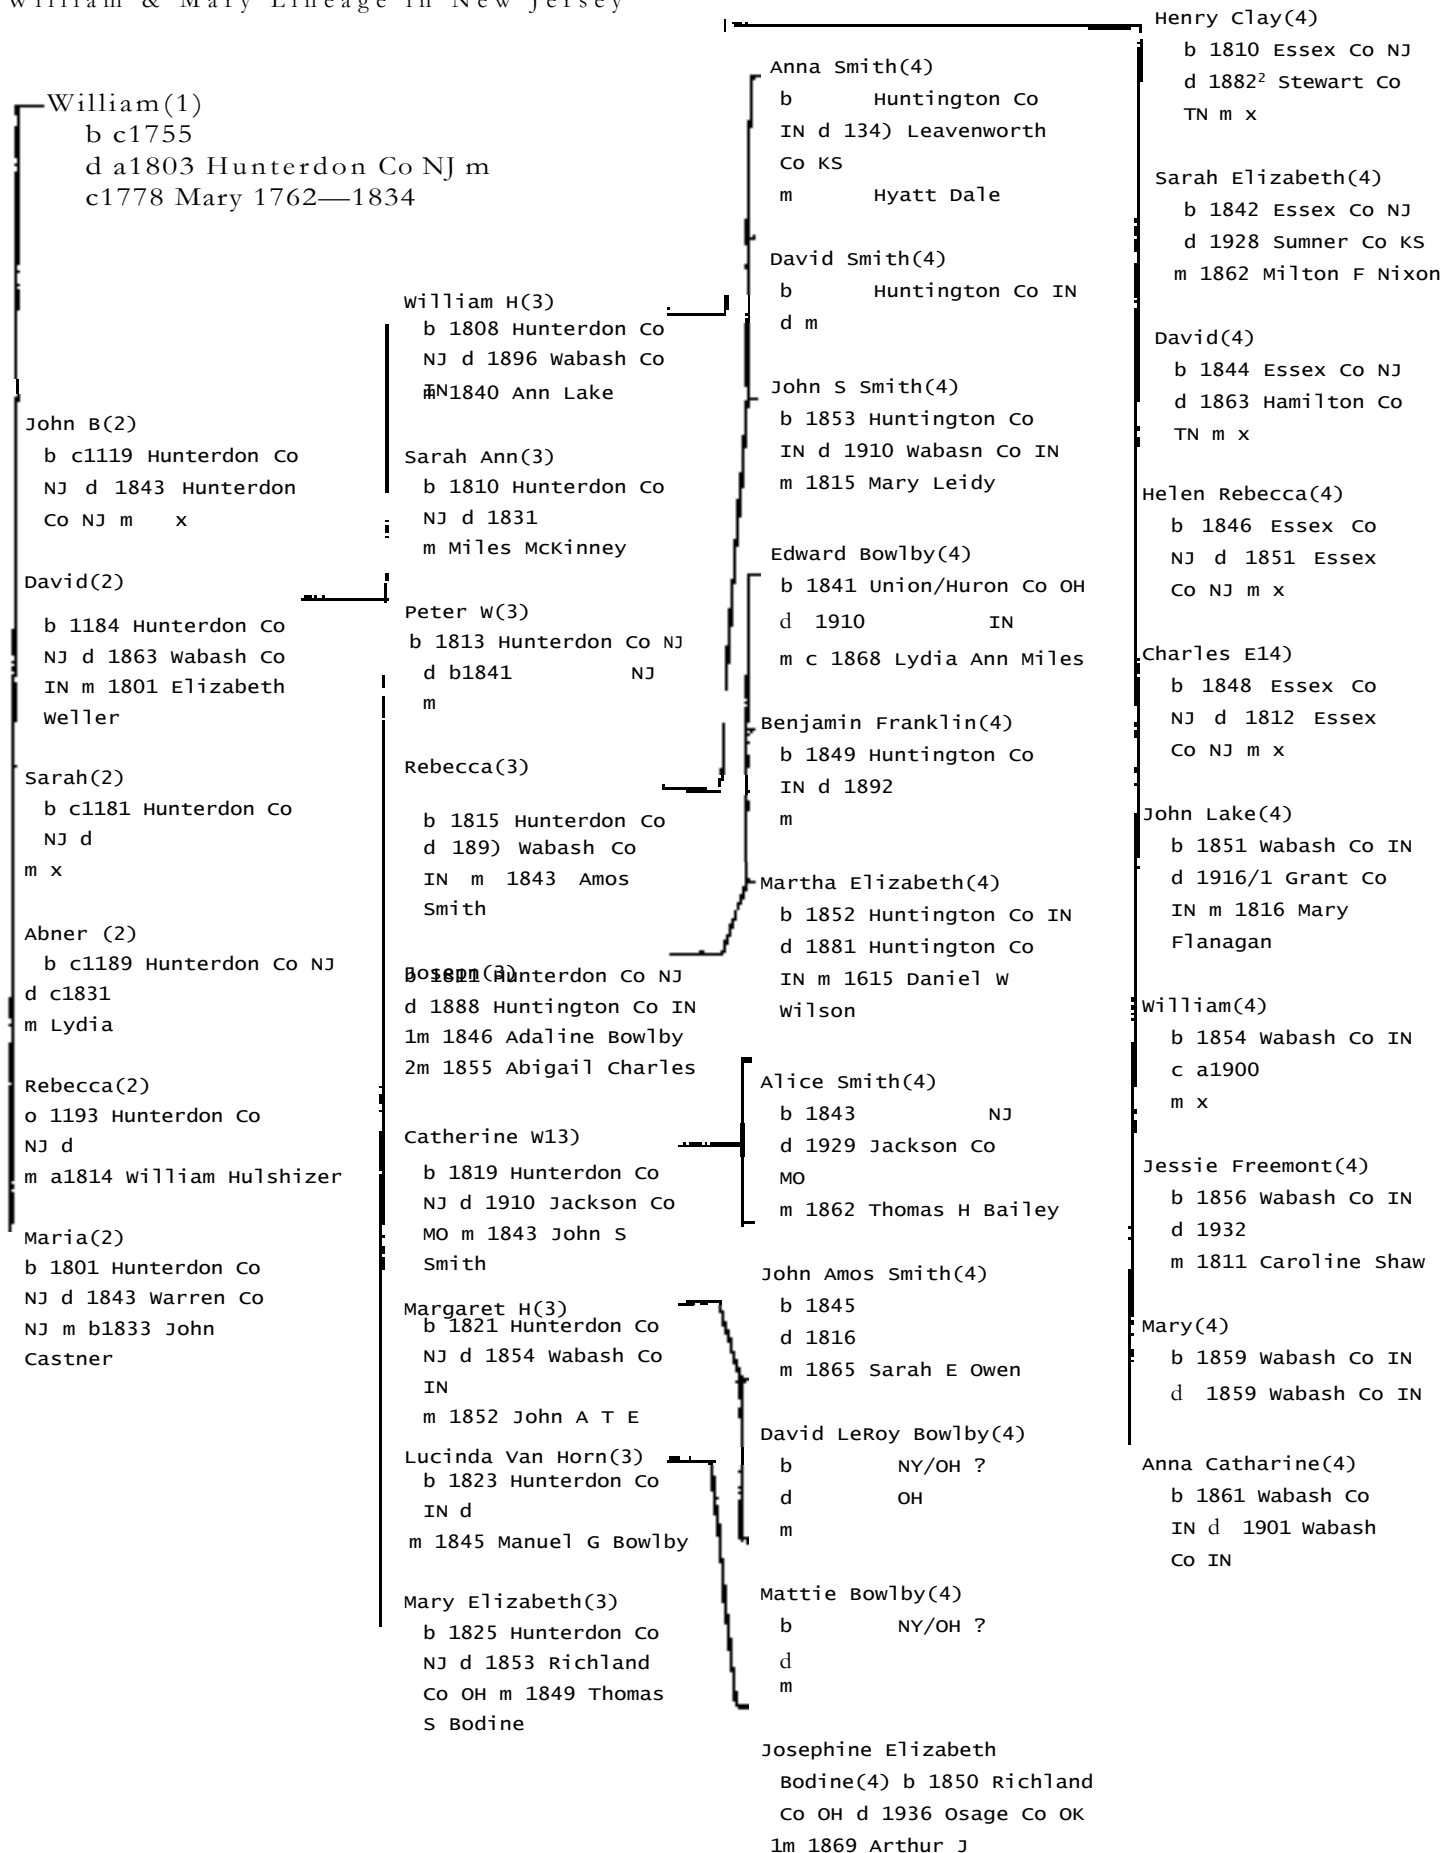 William & Mary Lineage in New Jersey
William(1)
b c1755
d a1803 Hunterdon Co NJ m
c1778 Mary 1762—1834
John B(2)
b c1119 Hunterdon Co
NJ d 1843 Hunterdon
Co NJ m x
David(2)
b 1184 Hunterdon Co
NJ d 1863 Wabash Co
IN m 1801 Elizabeth
Weller
Sarah(2)
b c1181 Hunterdon Co
NJ d
m x
Abner (2)
b c1189 Hunterdon Co NJ
d c1831
m Lydia
Rebecca(2)
o 1193 Hunterdon Co
NJ d
m a1814 William Hulshizer
Maria(2)
b 1801 Hunterdon Co
NJ d 1843 Warren Co
NJ m b1833 John
Castner
William H(3)
b 1808 Hunterdon Co
NJ d 1896 Wabash Co
IN
m 1840 Ann Lake
Sarah Ann(3)
b 1810 Hunterdon Co
NJ d 1831
m Miles McKinney
Peter W(3)
b 1813 Hunterdon Co NJ
d b1841 NJ
m
Rebecca(3)
b 1815 Hunterdon Co
d 189) Wabash Co
IN m 1843 Amos
Smith
Hunterdon Co NJ
d 1888 Huntington Co IN
1m 1846 Adaline Bowlby
2m 1855 Abigail Charles
Catherine W13)
b 1819 Hunterdon Co
NJ d 1910 Jackson Co
MO m 1843 John S
Smith
Margaret H(3)
b 1821 Hunterdon Co
NJ d 1854 Wabash Co
IN
m 1852 John A T E
Lucinda Van Horn(3)
b 1823 Hunterdon Co
IN d
m 1845 Manuel G Bowlby
Mary Elizabeth(3)
b 1825 Hunterdon Co
NJ d 1853 Richland
Co OH m 1849 Thomas
S Bodine
Anna Smith(4)
b Huntington Co
IN d 134) Leavenworth
Co KS
m Hyatt Dale
David Smith(4)
b Huntington Co IN
d m
John S Smith(4)
b 1853 Huntington Co
IN d 1910 Wabasn Co IN
m 1815 Mary Leidy
Edward Bowlby(4)
b 1841 Union/Huron Co OH
d 1910 IN
m c 1868 Lydia Ann Miles
Benjamin Franklin(4)
b 1849 Huntington Co
IN d 1892
m
Martha Elizabeth(4)
b 1852 Huntington Co IN
d 1881 Huntington Co
IN m 1615 Daniel W
Wilson
Alice Smith(4)
b 1843 NJ
d 1929 Jackson Co
MO
m 1862 Thomas H Bailey
John Amos Smith(4)
b 1845
d 1816
m 1865 Sarah E Owen
David LeRoy Bowlby(4)
b NY/OH ?
d OH
m
Mattie Bowlby(4)
b NY/OH ?
d
m
Josephine Elizabeth
Bodine(4) b 1850 Richland
Co OH d 1936 Osage Co OK
1m 1869 Arthur J
Henry Clay(4)
b 1810 Essex Co NJ
d 1882² Stewart Co
TN m x
Sarah Elizabeth(4)
b 1842 Essex Co NJ
d 1928 Sumner Co KS
m 1862 Milton F Nixon
David(4)
b 1844 Essex Co NJ
d 1863 Hamilton Co
TN m x
Helen Rebecca(4)
b 1846 Essex Co
NJ d 1851 Essex
Co NJ m x
Charles E14)
b 1848 Essex Co
NJ d 1812 Essex
Co NJ m x
John Lake(4)
b 1851 Wabash Co IN
d 1916/1 Grant Co
IN m 1816 Mary
Flanagan
William(4)
b 1854 Wabash Co IN
c a1900
m x
Jessie Freemont(4)
b 1856 Wabash Co IN
d 1932
m 1811 Caroline Shaw
Mary(4)
b 1859 Wabash Co IN
d 1859 Wabash Co IN
Anna Catharine(4)
b 1861 Wabash Co
IN d 1901 Wabash
Co IN